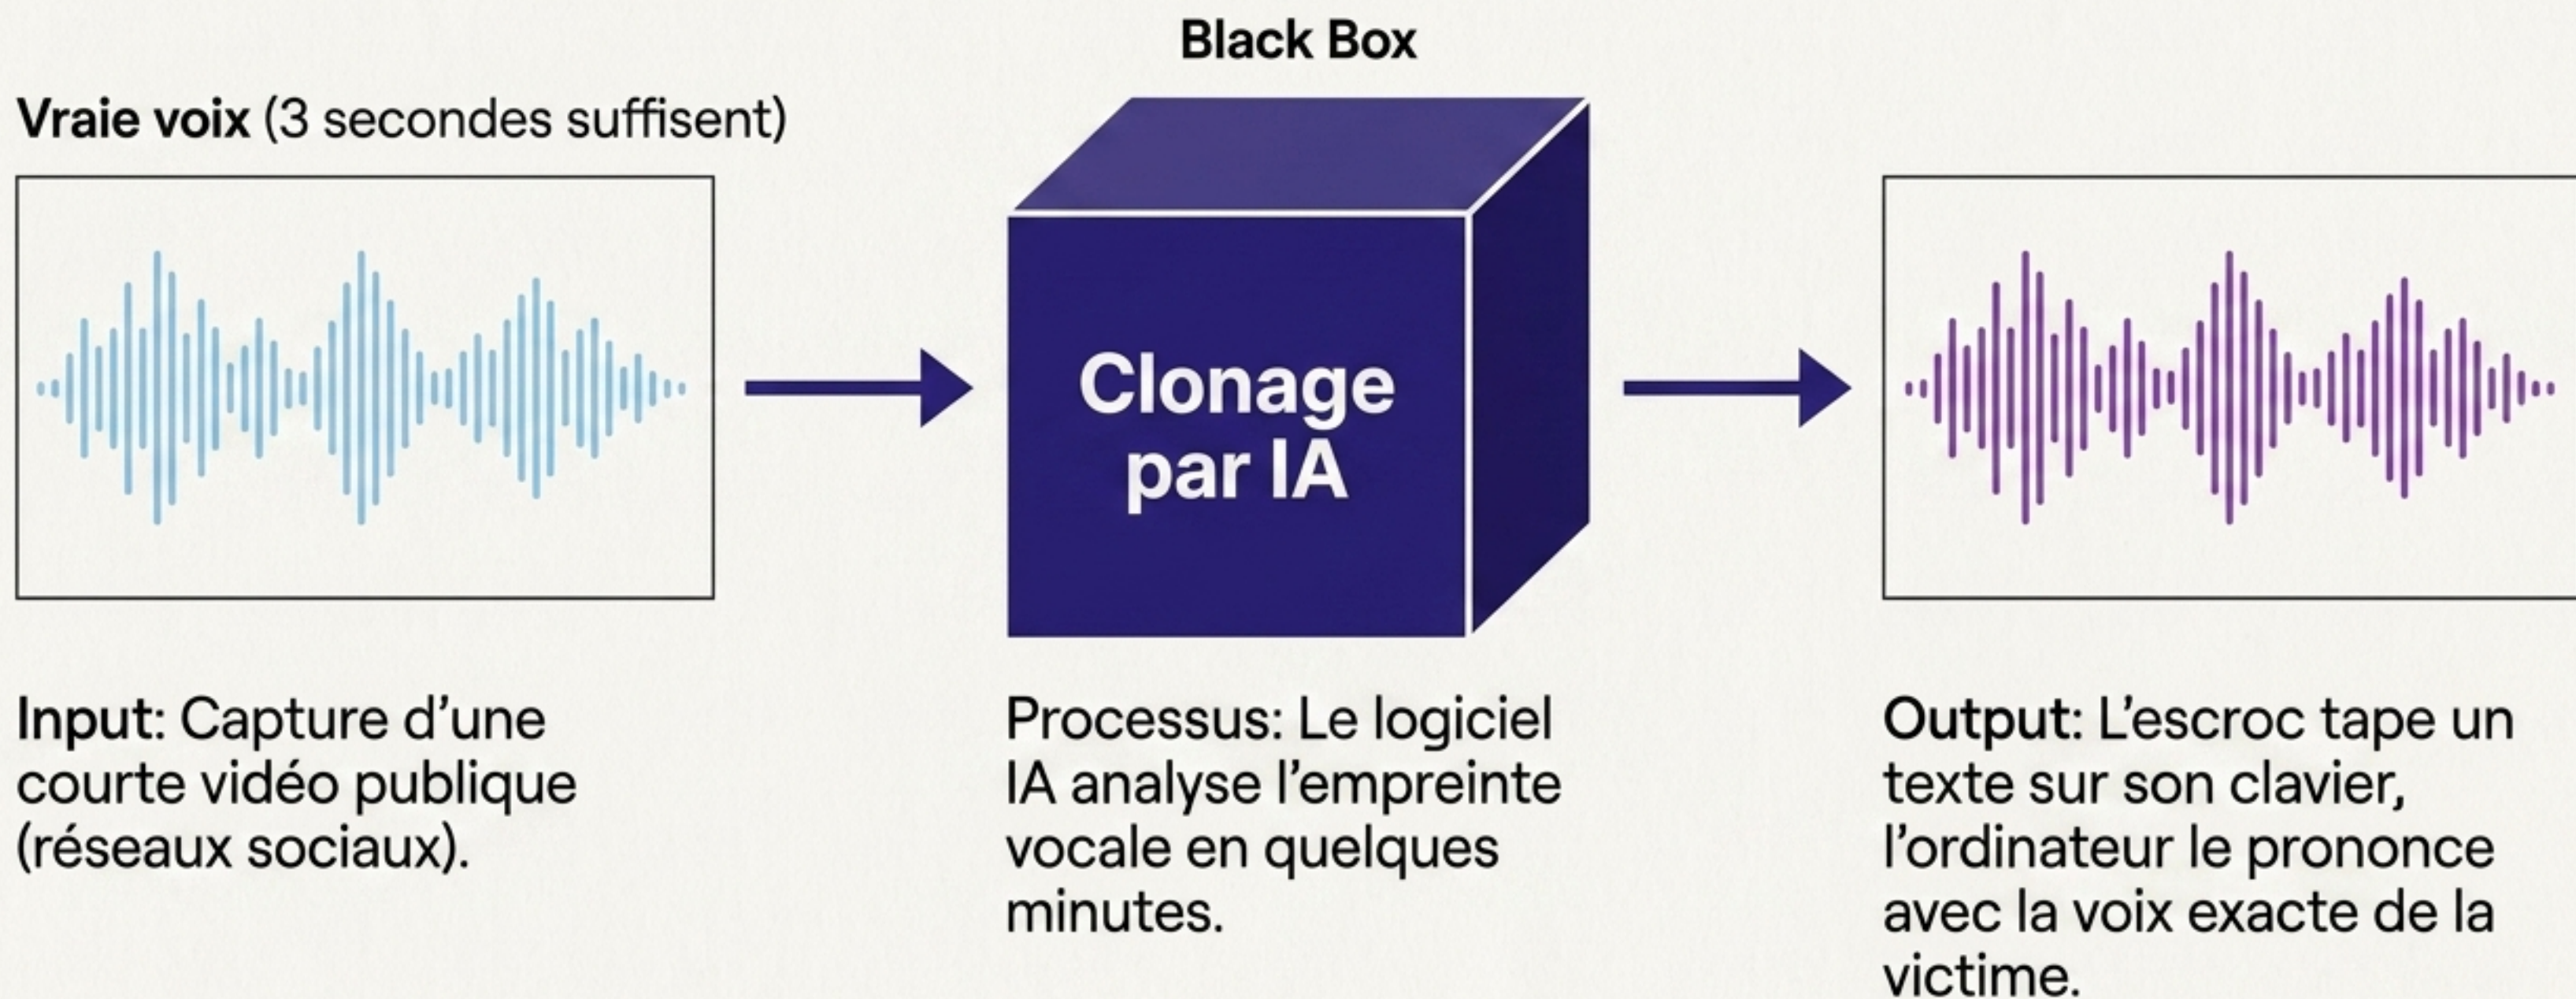 Black Box
Vraie voix (3 secondes suffisent)
Clonage
par IA
Input: Capture d’une
courte vidéo publique
(réseaux sociaux).
Processus: Le logiciel
IA analyse l’empreinte
vocale en quelques
minutes.
Output: L’escroc tape un
texte sur son clavier,
l’ordinateur le prononce
avec la voix exacte de la
victime.